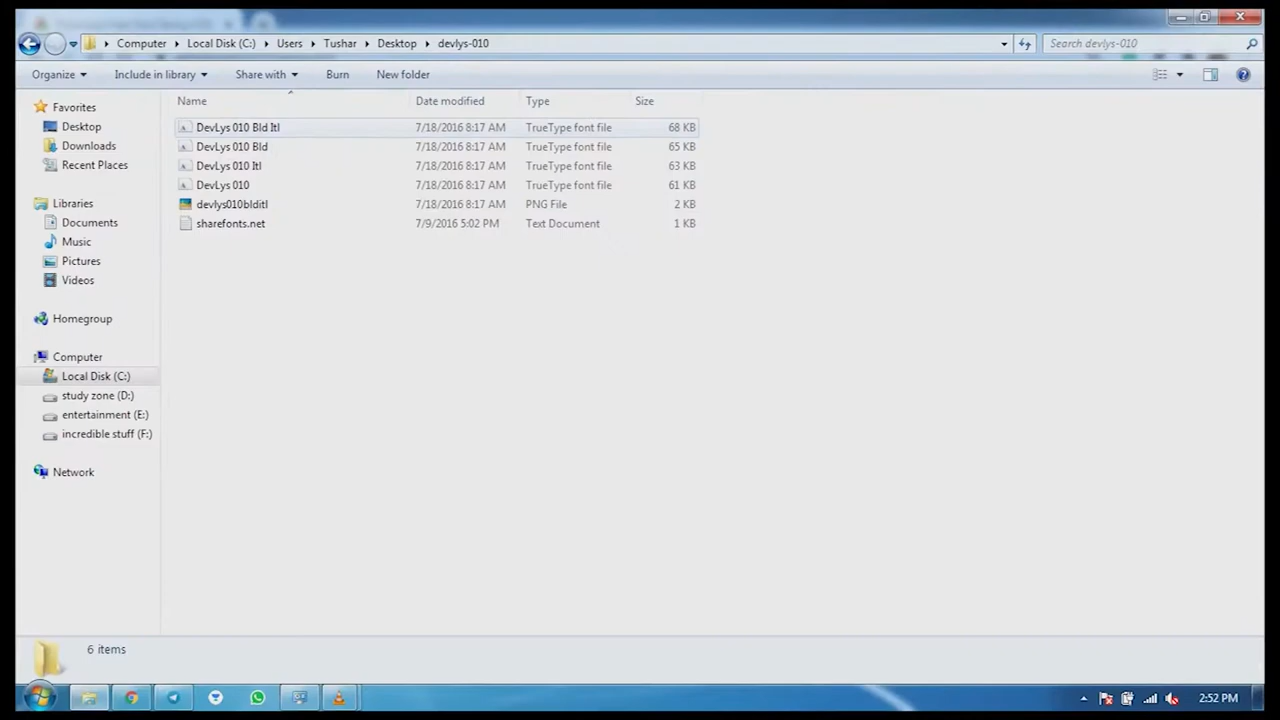 Computer Local Disk (C:) Users Tushar Desktop devlys-010 Search devlys-010
Organize Include in library Share with Burn New folder
Name Date modified Type Size
Favorites
Desktop
Downloads
Recent Places
Libraries
Documents
Music
Pictures
Videos
Homegroup
Computer
Local Disk (C:)
study zone (D:)
entertainment (E:)
incredible stuff (F:)
Network
DevLys 010 Bld Itl 7/18/2016 8:17 AM TrueType font file 68 KB
DevLys 010 Bld 7/18/2016 8:17 AM TrueType font file 65 KB
DevLys 010 Itl 7/18/2016 8:17 AM TrueType font file 63 KB
DevLys 010 7/18/2016 8:17 AM TrueType font file 61 KB
devlys010blditl 7/18/2016 8:17 AM PNG File 2 KB
sharefonts.net 7/9/2016 5:02 PM Text Document 1 KB
6 items
2:52 PM